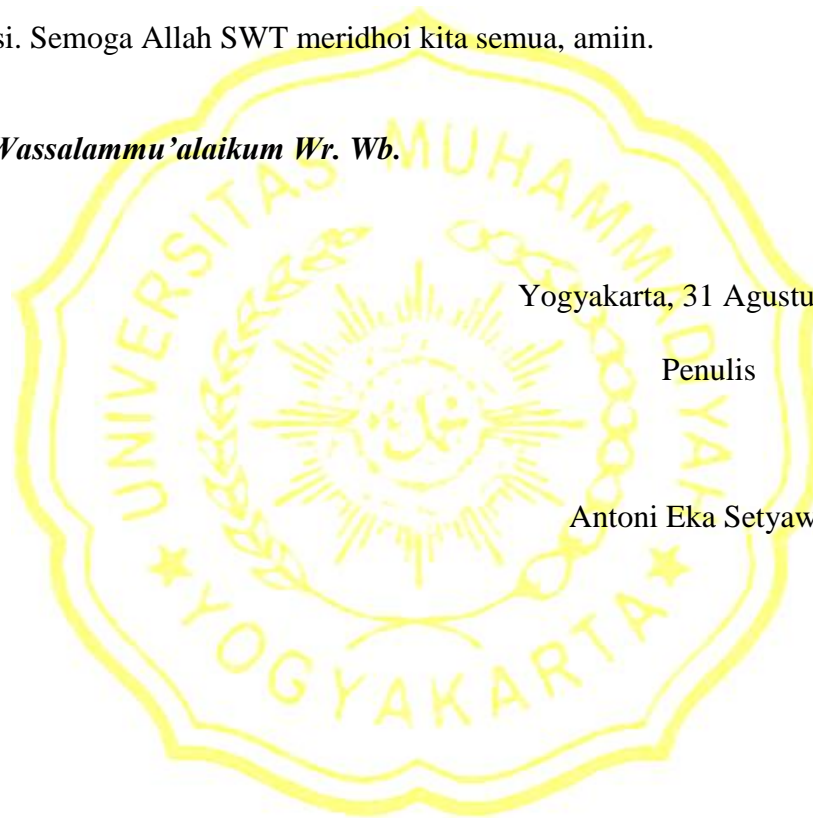 si. Semoga Allah SWT meridhoi kita semua, amiin.
Wassalammu’alaikum Wr. Wb.
Yogyakarta, 31 Agustu
Penulis
Antoni Eka Setyaw
UNIVERSITAS MUHAMMADIYAH
YOGYAKARTA